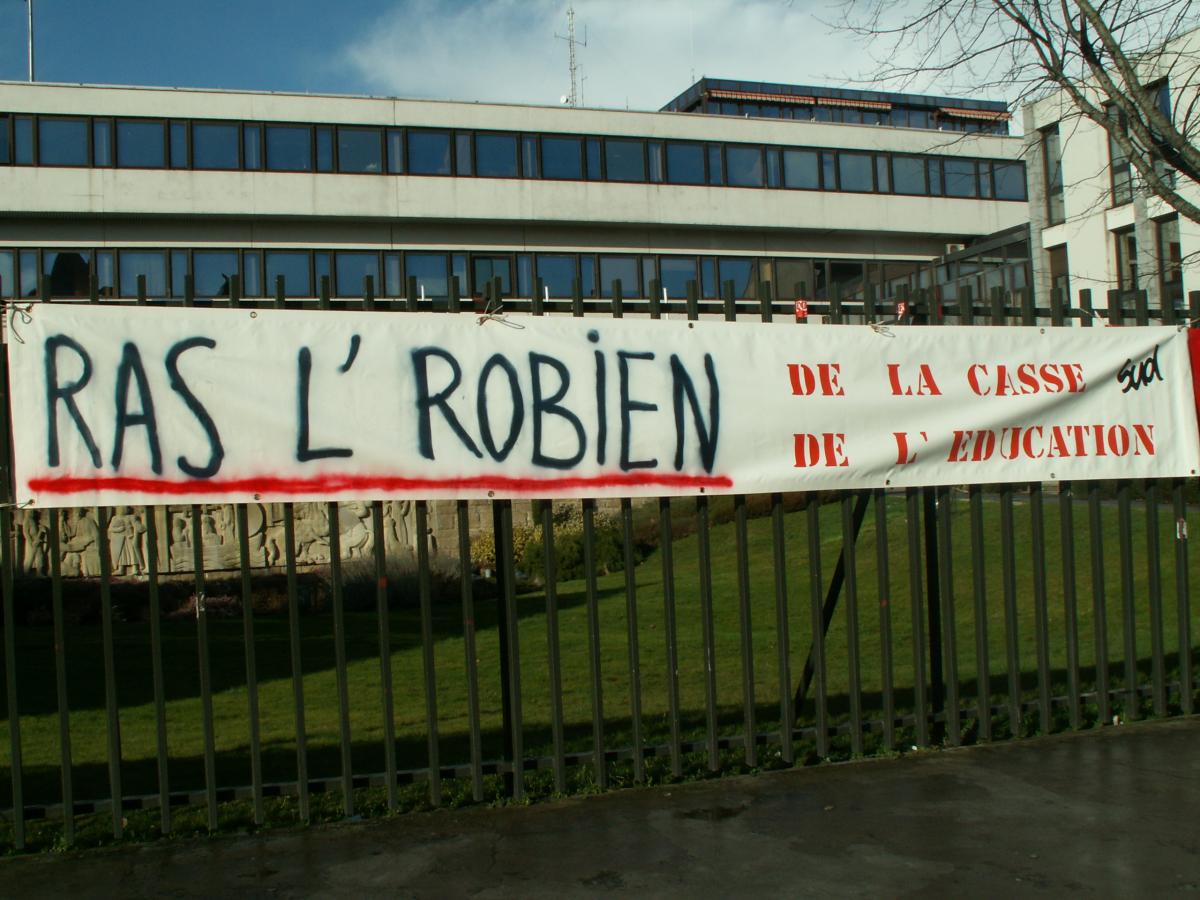 RAS L' ROBiEN
DE LA CASSE
DE L' EDUCATION
Sud